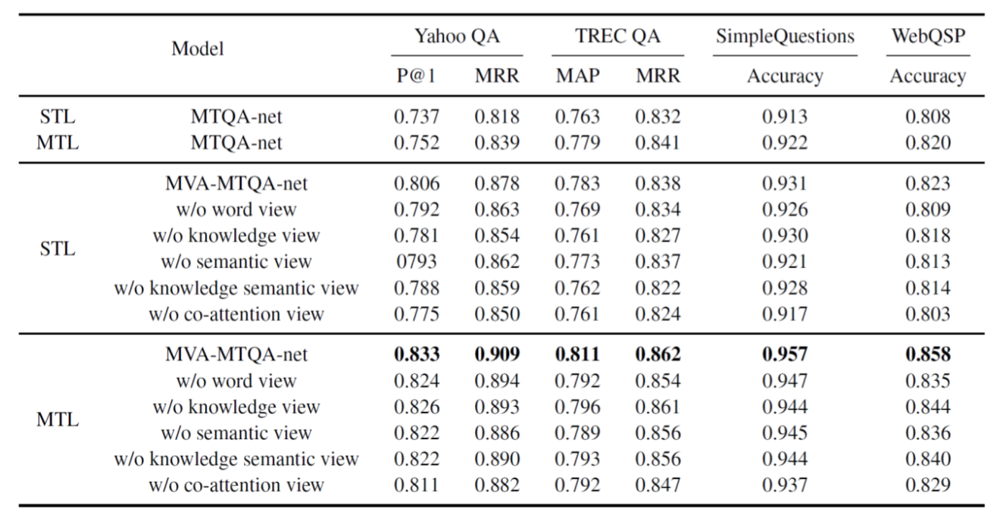 Model Yahoo QA TREC QA SimpleQuestions WebQSP
P@1 MRR MAP MRR Accuracy Accuracy
STL MTQA-net 0.737 0.818 0.763 0.832 0.913 0.808
MTL MTQA-net 0.752 0.839 0.779 0.841 0.922 0.820
STL MVA-MTQA-net 0.806 0.878 0.783 0.838 0.931 0.823
w/o word view 0.792 0.863 0.769 0.834 0.926 0.809
w/o knowledge view 0.781 0.854 0.761 0.827 0.930 0.818
w/o semantic view 0793 0.862 0.773 0.837 0.921 0.813
w/o knowledge semantic view 0.788 0.859 0.762 0.822 0.928 0.814
w/o co-attention view 0.775 0.850 0.761 0.824 0.917 0.803
MTL MVA-MTQA-net 0.833 0.909 0.811 0.862 0.957 0.858
w/o word view 0.824 0.894 0.792 0.854 0.947 0.835
w/o knowledge view 0.826 0.893 0.796 0.861 0.944 0.844
w/o semantic view 0.822 0.886 0.789 0.856 0.945 0.836
w/o knowledge semantic view 0.822 0.890 0.793 0.856 0.944 0.840
w/o co-attention view 0.811 0.882 0.792 0.847 0.937 0.829